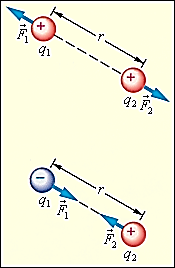 +
r
F⃗₁
q₁
+
q₂
F⃗₂
−
r
q₁
F⃗₁
F⃗₂
+
q₂